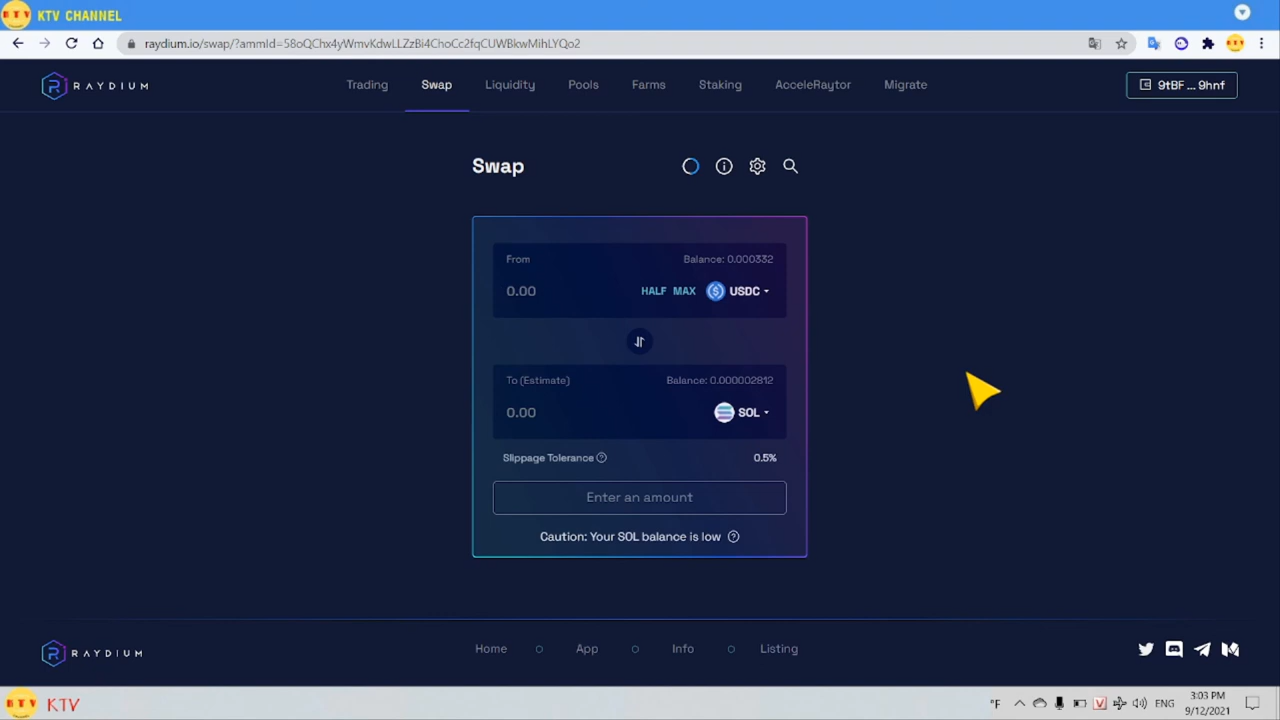 KTV CHANNEL
raydium.io/swap/?ammId=58oQChx4yWmvKdwLLZzBi4ChoCc2fqCUWBkwMihLYQo2
RAYDIUM Trading Swap Liquidity Pools Farms Staking AcceleRaytor Migrate 9tBF ... 9hnf
Swap
From Balance: 0.000332
0.00 HALF MAX USDC
To (Estimate) Balance: 0.000002812
0.00 SOL
Slippage Tolerance 0.5%
Enter an amount
Caution: Your SOL balance is low
RAYDIUM Home App Info Listing
KTV KTV ENG 3:03 PM
9/12/2021